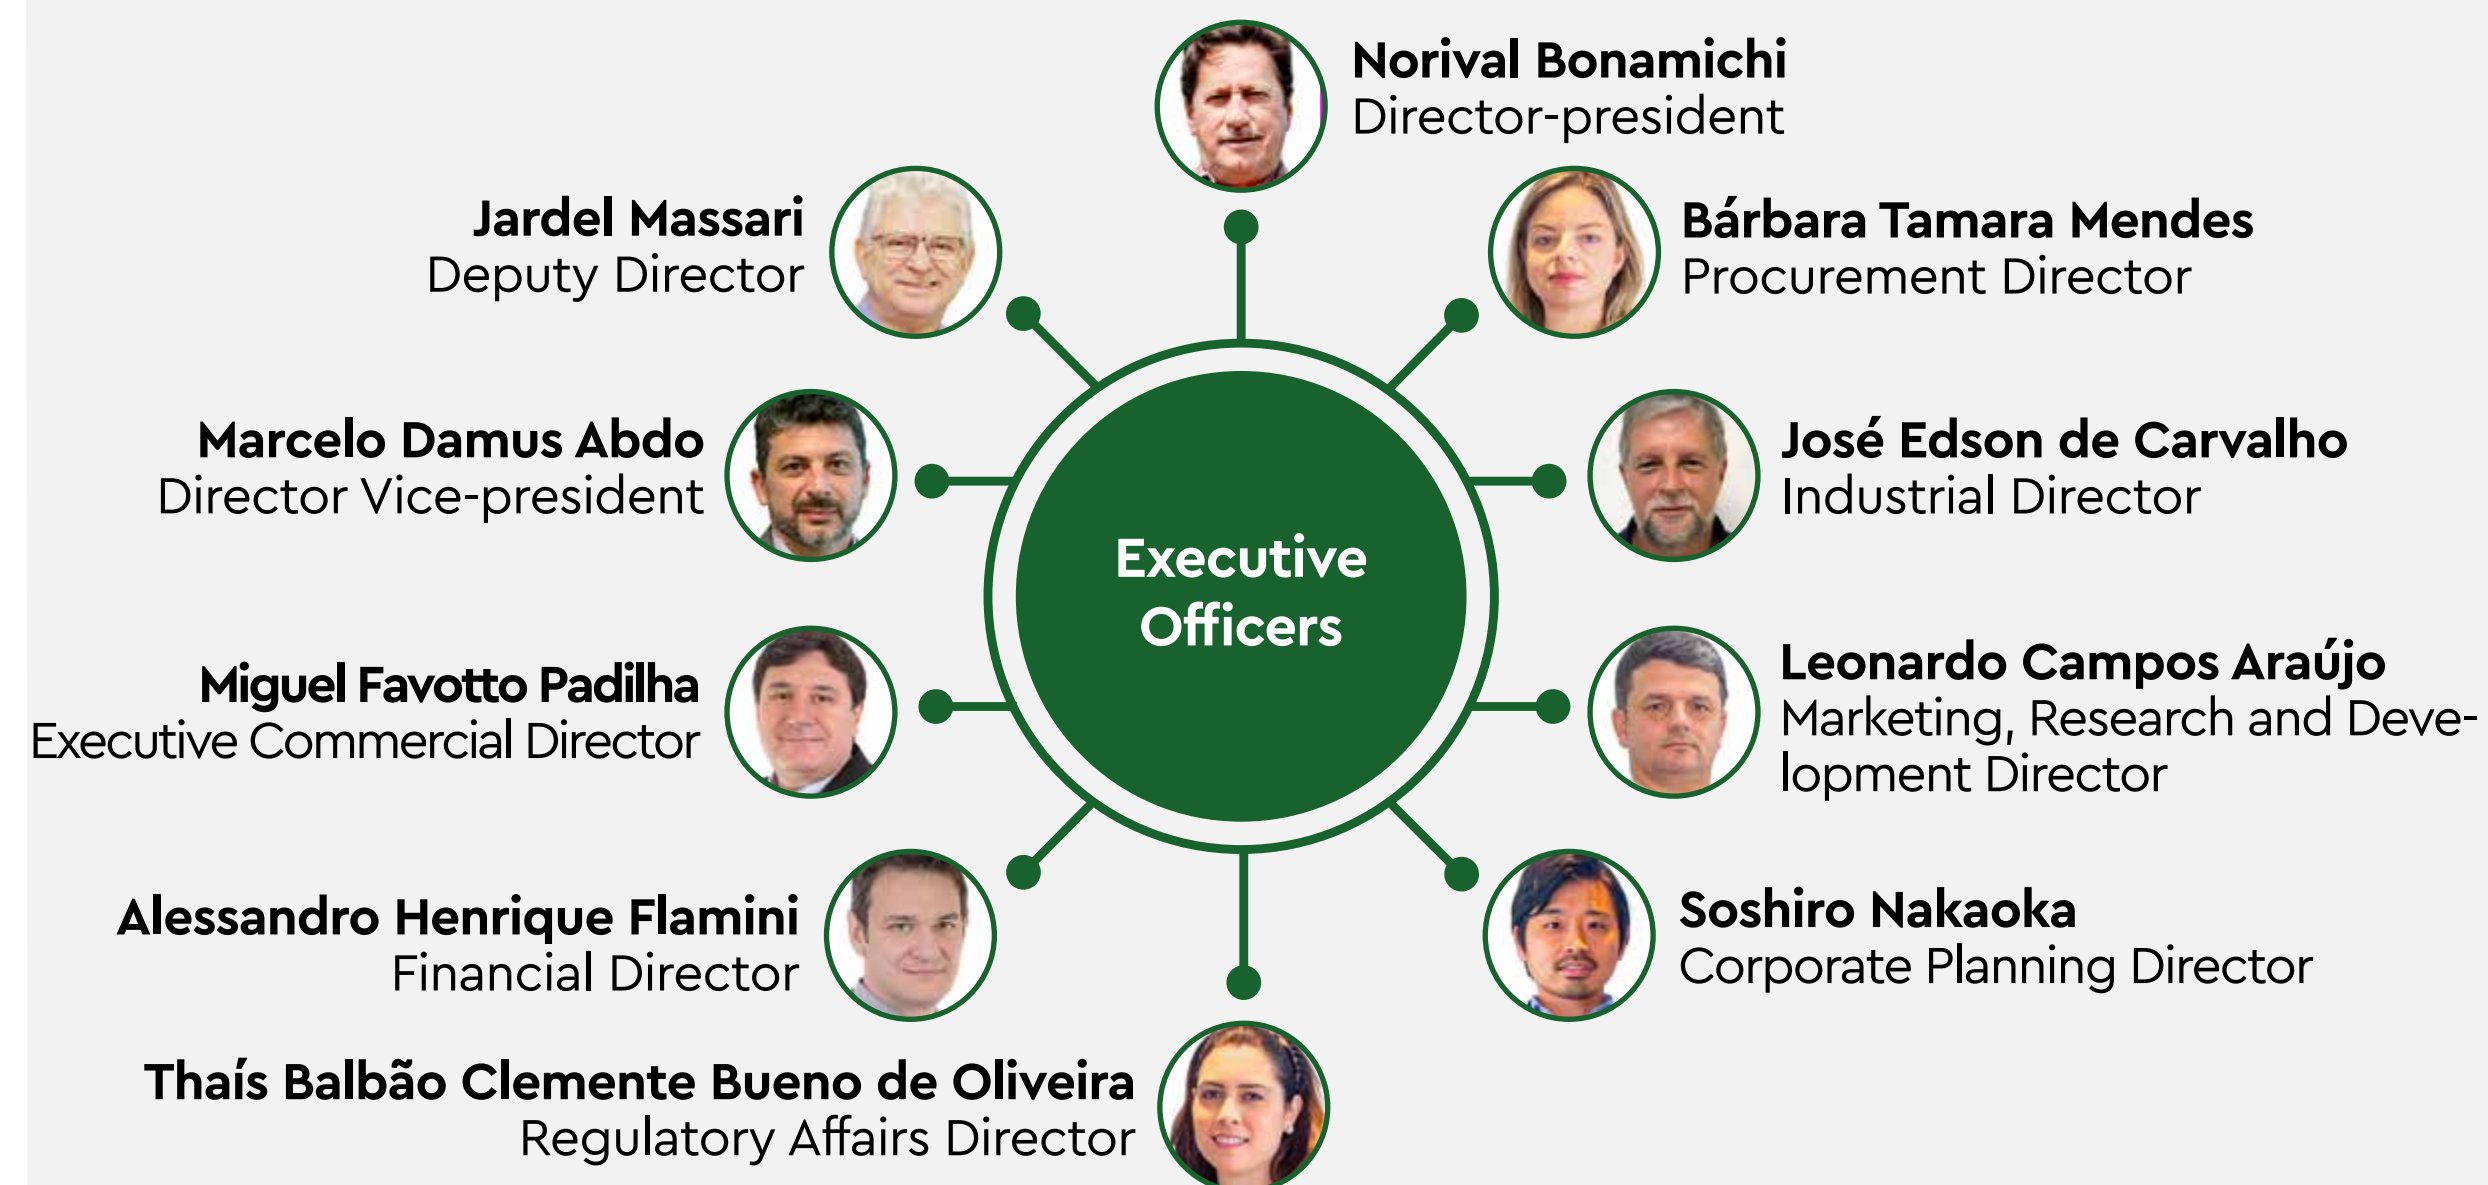 Norival Bonamichi
Director-president
Jardel Massari
Deputy Director
Bárbara Tamara Mendes
Procurement Director
Marcelo Damus Abdo
Director Vice-president
José Edson de Carvalho
Industrial Director
Executive
Officers
Miguel Favotto Padilha
Executive Commercial Director
Leonardo Campos Araújo
Marketing, Research and Deve-
lopment Director
Alessandro Henrique Flamini
Financial Director
Soshiro Nakaoka
Corporate Planning Director
Thaís Balbão Clemente Bueno de Oliveira
Regulatory Affairs Director